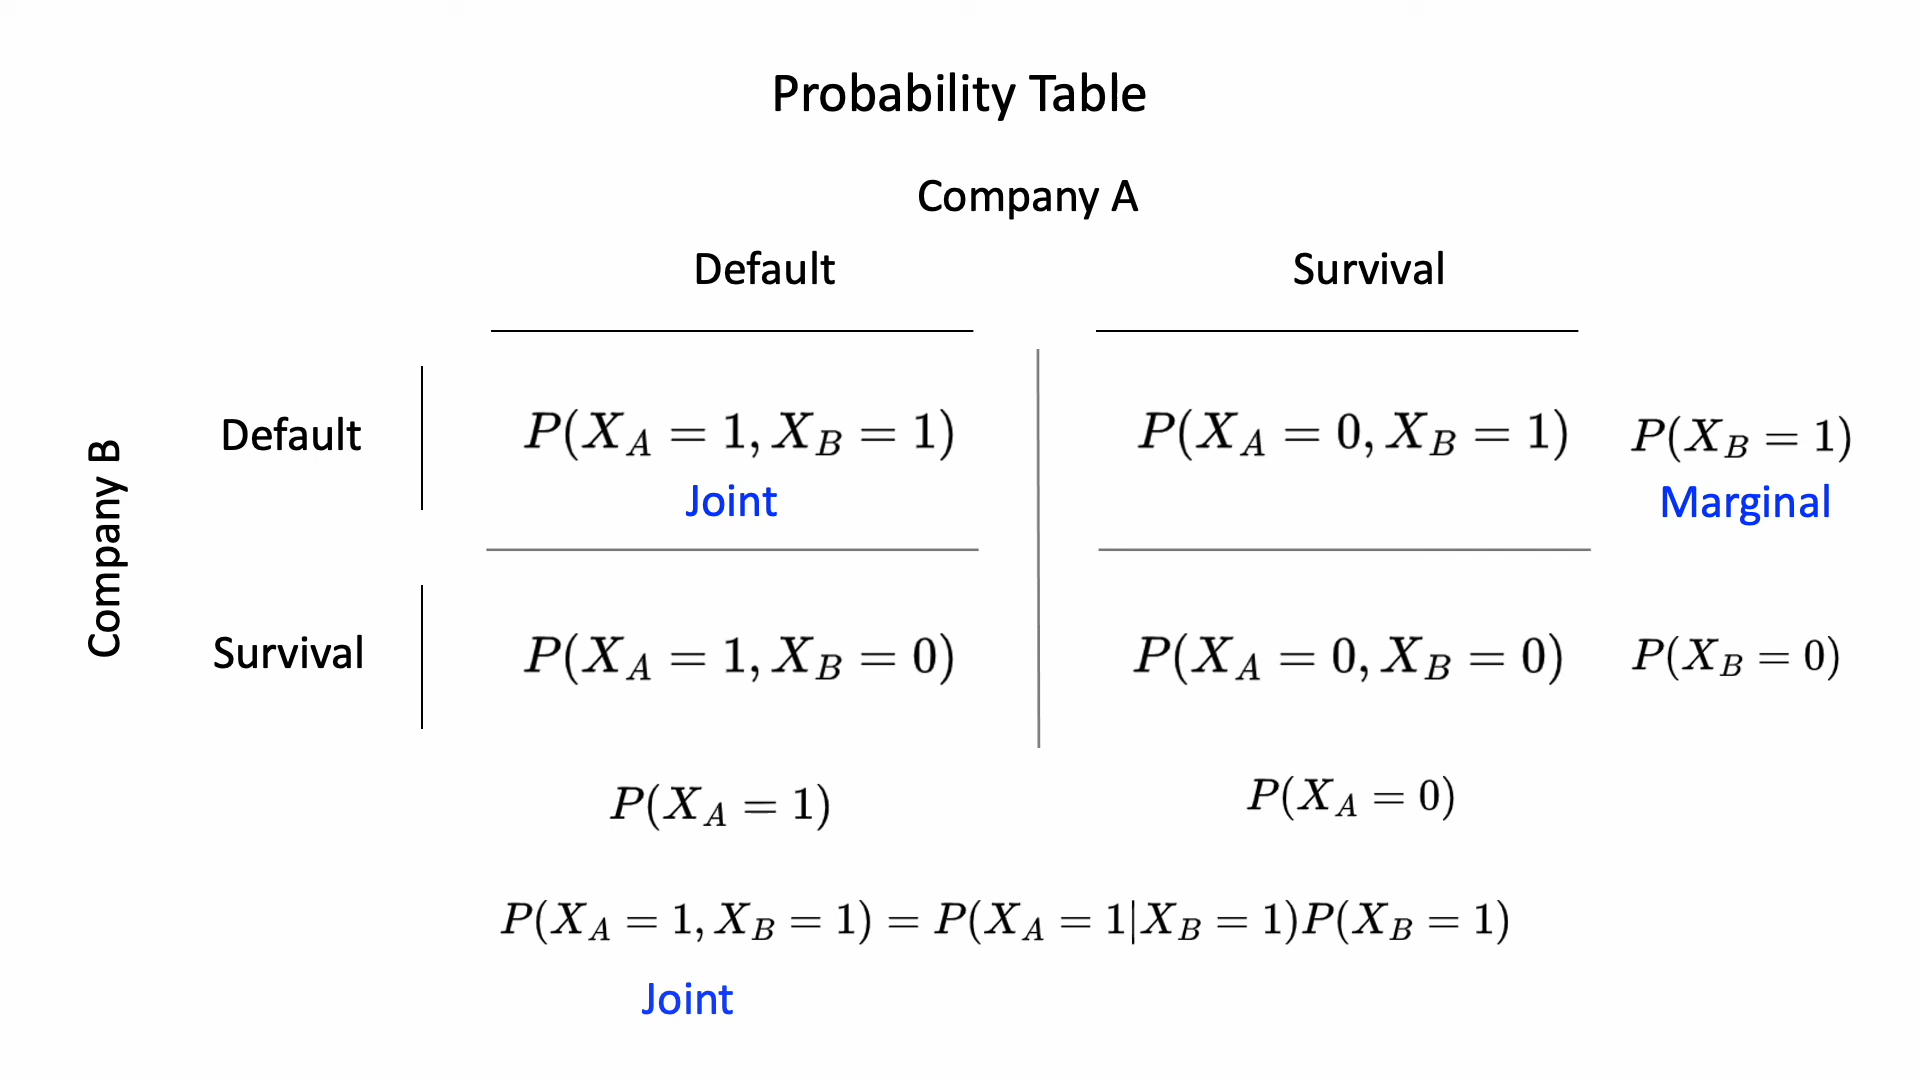 Probability Table
Company A
Default Survival
Company B
Default P(X_A = 1, X_B = 1) P(X_A = 0, X_B = 1) P(X_B = 1)
Joint Marginal
Survival P(X_A = 1, X_B = 0) P(X_A = 0, X_B = 0) P(X_B = 0)
P(X_A = 1) P(X_A = 0)
P(X_A = 1, X_B = 1) = P(X_A = 1|X_B = 1)P(X_B = 1)
Joint